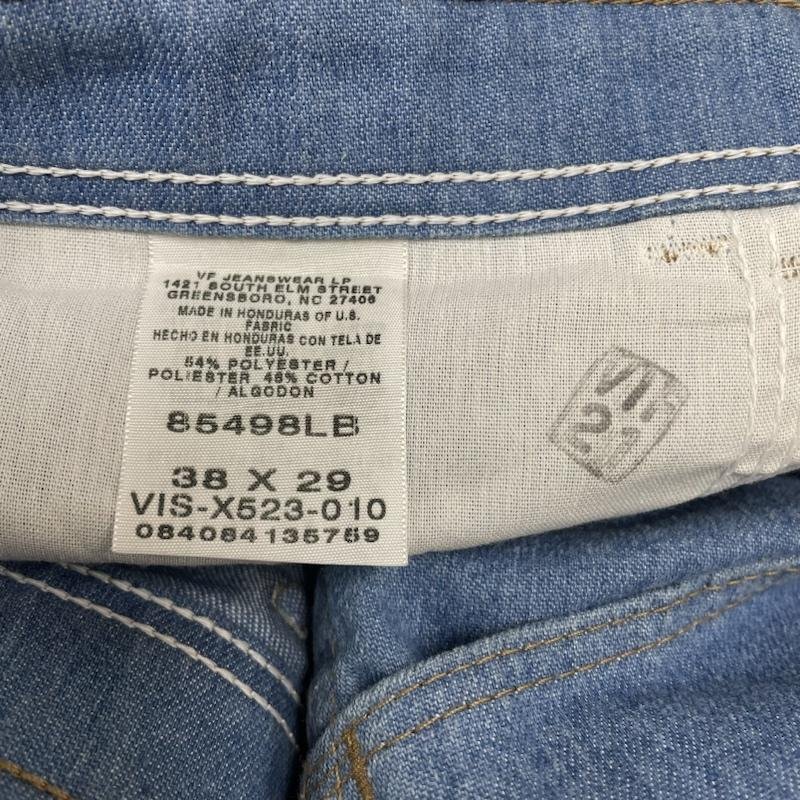 VF JEANSWEAR LP
1421 SOUTH ELM STREET
GREENSBORO, NC 27406
MADE IN HONDURAS OF U.S.
FABRIC
HECHO EN HONDURAS CON TELA DE
EE.UU.
54% POLYESTER /
POLIESTER 46% COTTON
/ ALGODON
85498LB
38 X 29
VIS-X523-010
084084135759
21